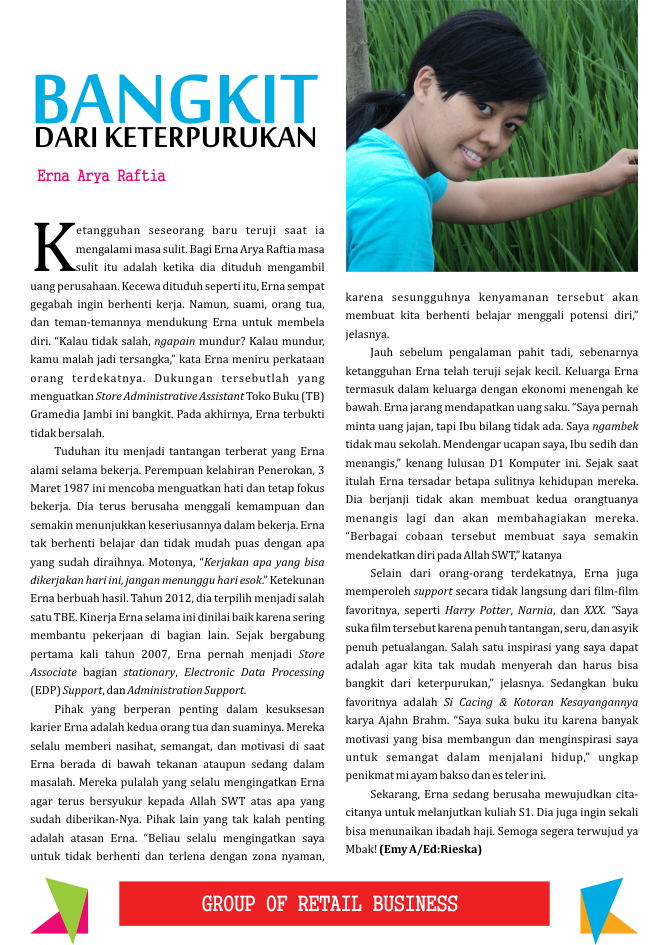 BANGKIT
DARI KETERPURUKAN
Erna Arya Raftia
Ketangguhan seseorang baru teruji saat ia
mengalami masa sulit. Bagi Erna Arya Raftia masa
sulit itu adalah ketika dia dituduh mengambil
uang perusahaan. Kecewa dituduh seperti itu, Erna sempat
gegabah ingin berhenti kerja. Namun, suami, orang tua,
dan teman-temannya mendukung Erna untuk membela
diri. “Kalau tidak salah, ngapain mundur? Kalau mundur,
kamu malah jadi tersangka,” kata Erna meniru perkataan
orang terdekatnya. Dukungan tersebutlah yang
menguatkan Store Administrative Assistant Toko Buku (TB)
Gramedia Jambi ini bangkit. Pada akhirnya, Erna terbukti
tidak bersalah.
Tuduhan itu menjadi tantangan terberat yang Erna
alami selama bekerja. Perempuan kelahiran Penerokan, 3
Maret 1987 ini mencoba menguatkan hati dan tetap fokus
bekerja. Dia terus berusaha menggali kemampuan dan
semakin menunjukkan keseriusannya dalam bekerja. Erna
tak berhenti belajar dan tidak mudah puas dengan apa
yang sudah diraihnya. Motonya, “Kerjakan apa yang bisa
dikerjakan hari ini, jangan menunggu hari esok.” Ketekunan
Erna berbuah hasil. Tahun 2012, dia terpilih menjadi salah
satu TBE. Kinerja Erna selama ini dinilai baik karena sering
membantu pekerjaan di bagian lain. Sejak bergabung
pertama kali tahun 2007, Erna pernah menjadi Store
Associate bagian stationary, Electronic Data Processing
(EDP) Support, dan Administration Support.
Pihak yang berperan penting dalam kesuksesan
karier Erna adalah kedua orang tua dan suaminya. Mereka
selalu memberi nasihat, semangat, dan motivasi di saat
Erna berada di bawah tekanan ataupun sedang dalam
masalah. Mereka pulalah yang selalu mengingatkan Erna
agar terus bersyukur kepada Allah SWT atas apa yang
sudah diberikan-Nya. Pihak lain yang tak kalah penting
adalah atasan Erna. “Beliau selalu mengingatkan saya
untuk tidak berhenti dan terlena dengan zona nyaman,
karena sesungguhnya kenyamanan tersebut akan
membuat kita berhenti belajar menggali potensi diri,”
jelasnya.
Jauh sebelum pengalaman pahit tadi, sebenarnya
ketangguhan Erna telah teruji sejak kecil. Keluarga Erna
termasuk dalam keluarga dengan ekonomi menengah ke
bawah. Erna jarang mendapatkan uang saku. “Saya pernah
minta uang jajan, tapi Ibu bilang tidak ada. Saya ngambek
tidak mau sekolah. Mendengar ucapan saya, Ibu sedih dan
menangis,” kenang lulusan D1 Komputer ini. Sejak saat
itulah Erna tersadar betapa sulitnya kehidupan mereka.
Dia berjanji tidak akan membuat kedua orangtuanya
menangis lagi dan akan membahagiakan mereka.
“Berbagai cobaan tersebut membuat saya semakin
mendekatkan diri pada Allah SWT,” katanya
Selain dari orang-orang terdekatnya, Erna juga
memperoleh support secara tidak langsung dari film-film
favoritnya, seperti Harry Potter, Narnia, dan XXX. “Saya
suka film tersebut karena penuh tantangan, seru, dan asyik
penuh petualangan. Salah satu inspirasi yang saya dapat
adalah agar kita tak mudah menyerah dan harus bisa
bangkit dari keterpurukan,” jelasnya. Sedangkan buku
favoritnya adalah Si Cacing & Kotoran Kesayangannya
karya Ajahn Brahm. “Saya suka buku itu karena banyak
motivasi yang bisa membangun dan menginspirasi saya
untuk semangat dalam menjalani hidup,” ungkap
penikmat mi ayam bakso dan es teler ini.
Sekarang, Erna sedang berusaha mewujudkan cita-
citanya untuk melanjutkan kuliah S1. Dia juga ingin sekali
bisa menunaikan ibadah haji. Semoga segera terwujud ya
Mbak! (Emy A/Ed:Rieska)
GROUP OF RETAIL BUSINESS